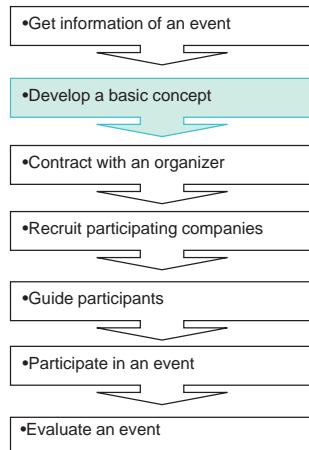 •Get information of an event
•Develop a basic concept
•Contract with an organizer
•Recruit participating companies
•Guide participants
•Participate in an event
•Evaluate an event